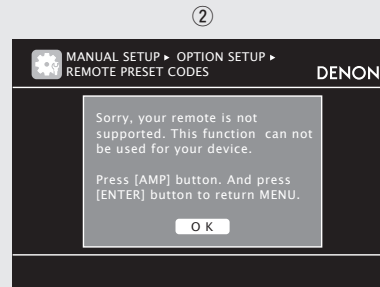 ②
MANUAL SETUP ▸ OPTION SETUP ▸
REMOTE PRESET CODES
DENON
Sorry, your remote is not
supported. This function can not
be used for your device.
Press [AMP] button. And press
[ENTER] button to return MENU.
O K